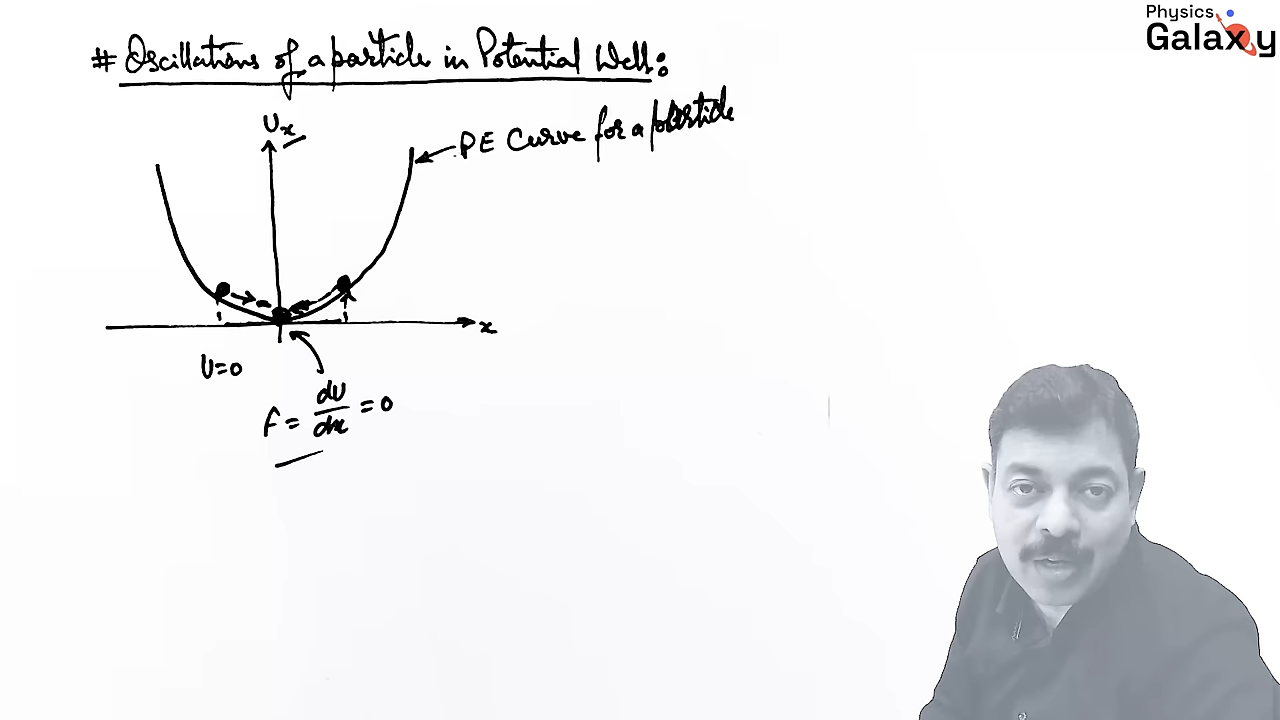 # Oscillations of a particle in Potential Well:
Physics
Galaxy
Ux
PE Curve for a particle
x
U=0
F = dU/dx = 0